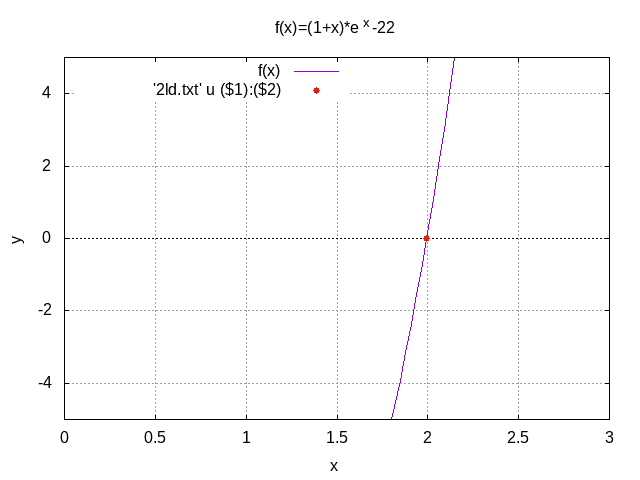 f(x)=(1+x)*e x -22
f(x)
'2ld.txt' u ($1):($2)
4
2
0
-2
-4
y
0 0.5 1 1.5 2 2.5 3
x